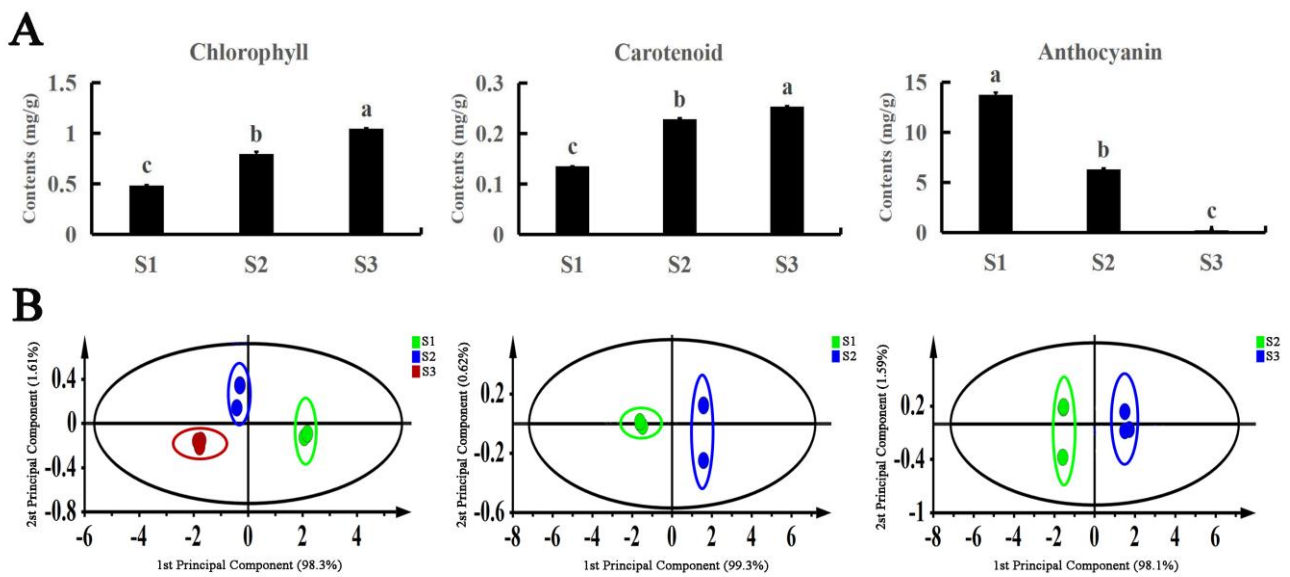 A
Chlorophyll
Contents (mg/g)
1.5
1
0.5
0
c
b
a
S1 S2 S3
Carotenoid
Contents (mg/g)
0.3
0.2
0.1
0
c
b
a
S1 S2 S3
Anthocyanin
Contents (mg/g)
15
10
5
0
a
b
c
S1 S2 S3
B
2st Principal Component (1.61%)
0.4
0
-0.4
-0.8
-6 -4 -2 0 2 4 6
1st Principal Component (98.3%)
S1
S2
S3
2st Principal Component (0.62%)
0.2
-0.2
-0.6
-6 -4 -2 0 2 4 6
1st Principal Component (99.3%)
S1
S2
2st Principal Component (1.59%)
0.2
-0.4
-1
-6 -4 -2 0 2 4 6
1st Principal Component (98.1%)
S2
S3